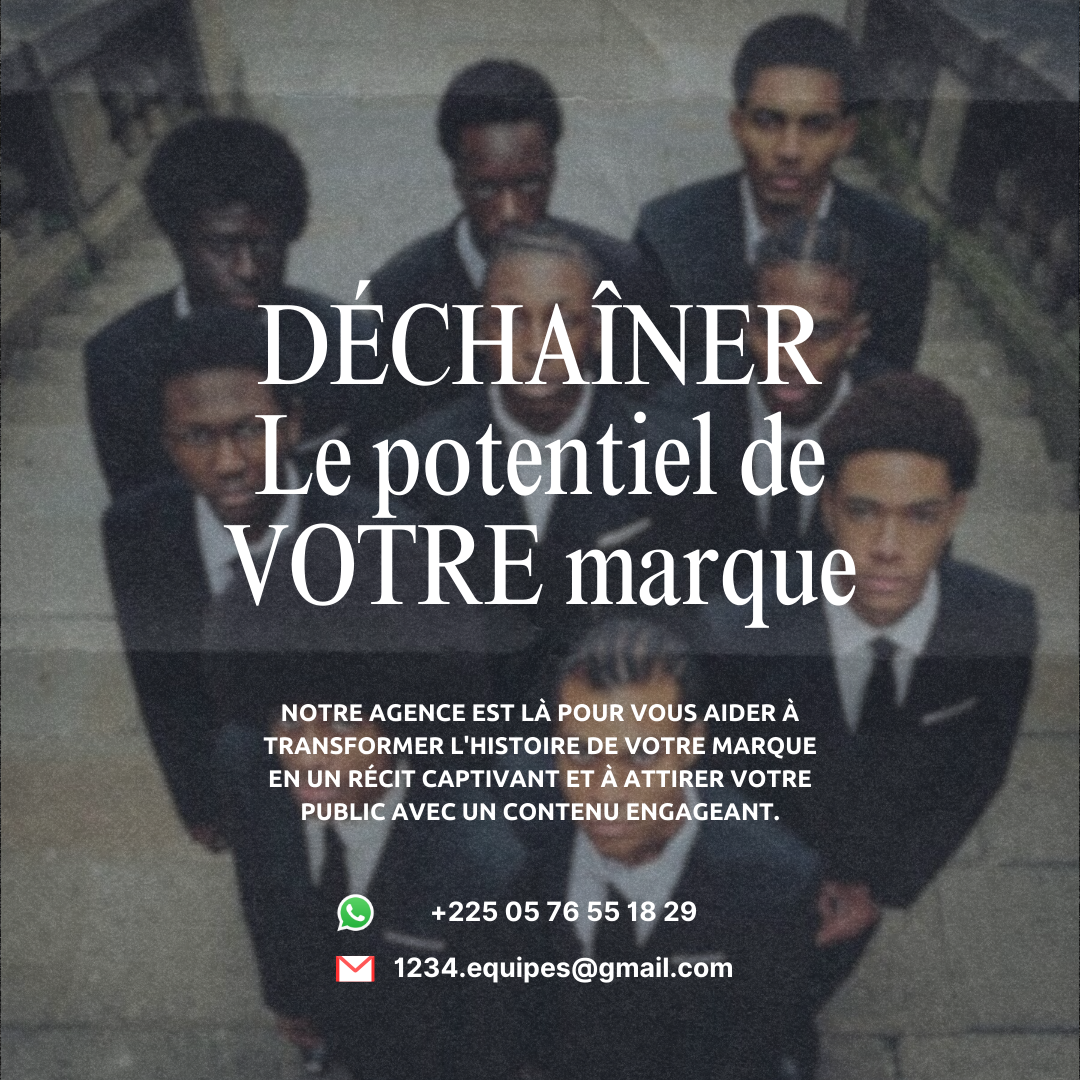 DÉCHAÎNER
Le potentiel de
VOTRE marque
NOTRE AGENCE EST LÀ POUR VOUS AIDER À
TRANSFORMER L'HISTOIRE DE VOTRE MARQUE
EN UN RÉCIT CAPTIVANT ET À ATTIRER VOTRE
PUBLIC AVEC UN CONTENU ENGAGEANT.
+225 05 76 55 18 29
1234.equipes@gmail.com